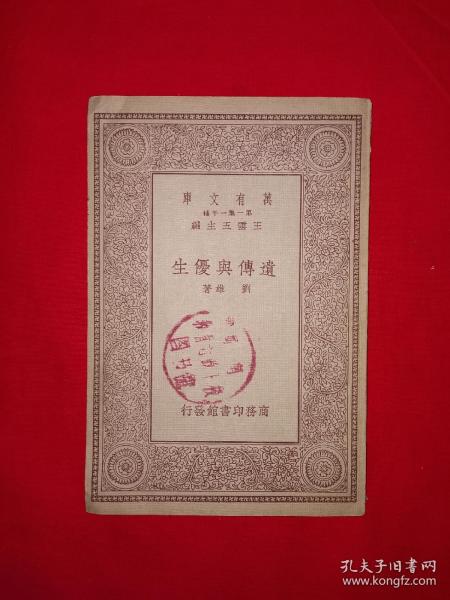 萬有文庫
第一集一千種
王雲五主編
遺傳與優生
劉雄著
商務印書館發行
孔夫子旧书网
www.kongfz.com